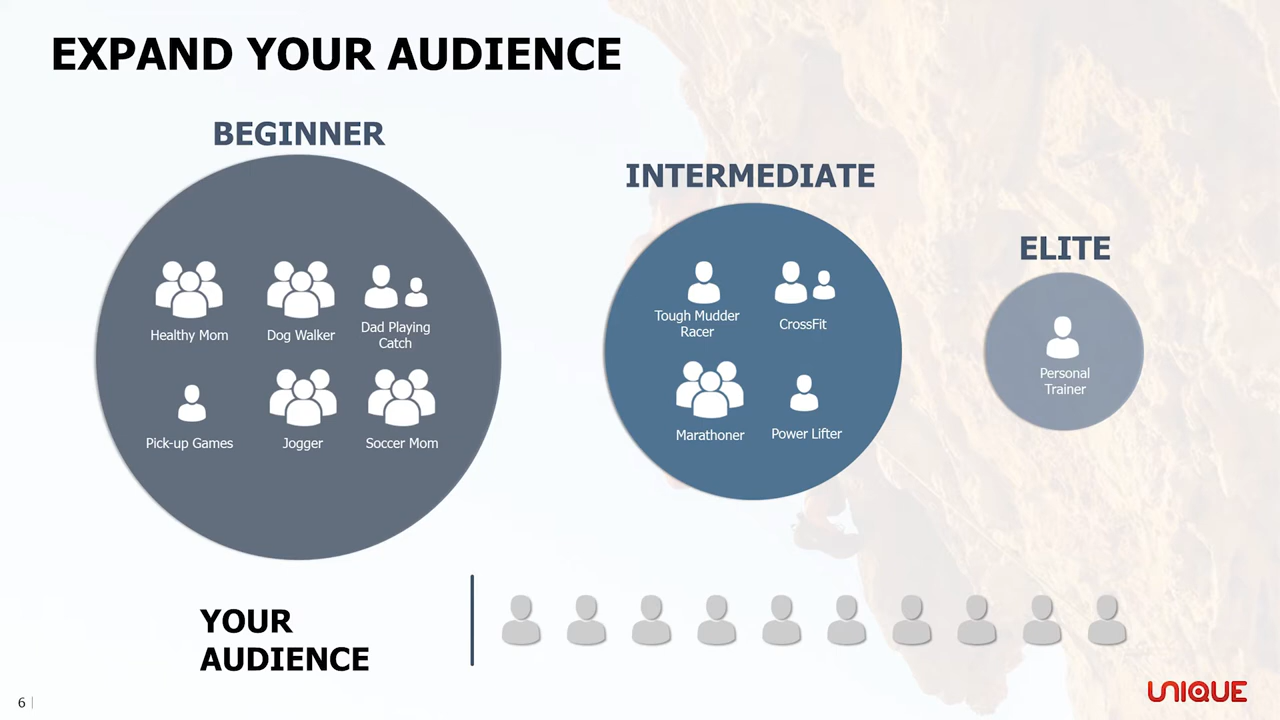 EXPAND YOUR AUDIENCE
BEGINNER
Healthy Mom
Dog Walker
Dad Playing
Catch
Pick-up Games
Jogger
Soccer Mom
INTERMEDIATE
Tough Mudder
Racer
CrossFit
Marathoner
Power Lifter
ELITE
Personal
Trainer
YOUR
AUDIENCE
6
UNIQUE